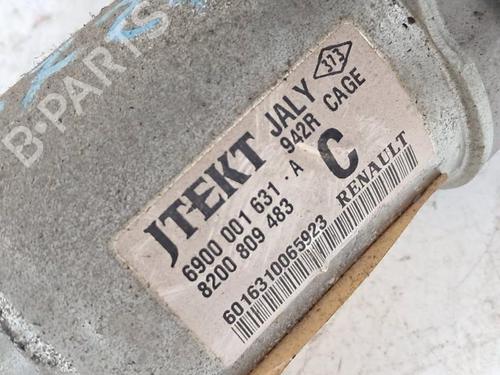 B-PARTS
JTEKT JALY
373
942R CAGE
6900 001 631 - A
8200 809 483
C
RENAULT
6016310065923